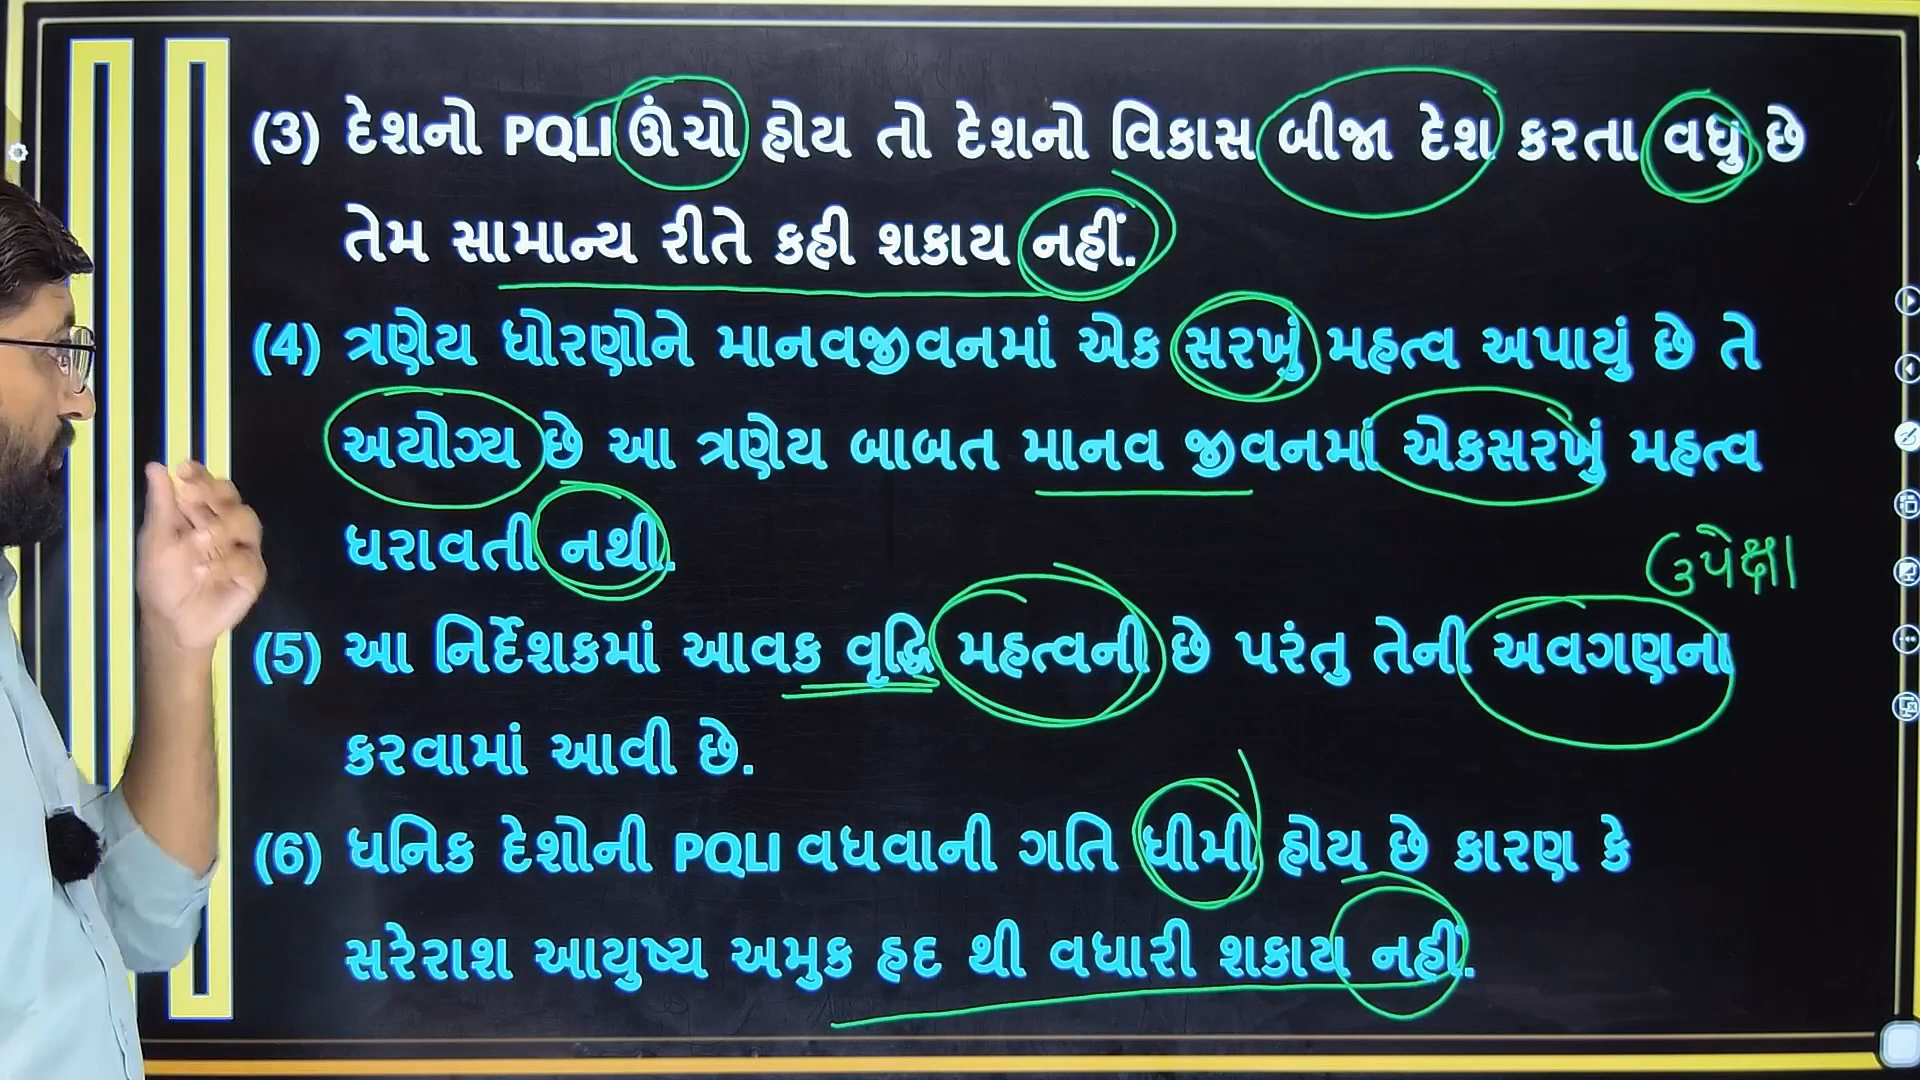 (3) દેશનો PQLI ઊંચો હોય તો દેશનો વિકાસ બીજા દેશ કરતા વધુ છે
તેમ સામાન્ય રીતે કહી શકાય નહીં.
(4) ત્રણેય ધોરણોને માનવજીવનમાં એક સરખું મહત્વ અપાયું છે તે
અયોગ્ય છે આ ત્રણેય બાબત માનવ જીવનમાં એકસરખું મહત્વ
ધરાવતી નથી.
ઉપેક્ષા
(5) આ નિર્દેશકમાં આવક વૃદ્ધિ મહત્વની છે પરંતુ તેની અવગણના
કરવામાં આવી છે.
(6) ધનિક દેશોની PQLI વધવાની ગતિ ધીમી હોય છે કારણ કે
સરેરાશ આયુષ્ય અમુક હદ થી વધારી શકાય નહીં.